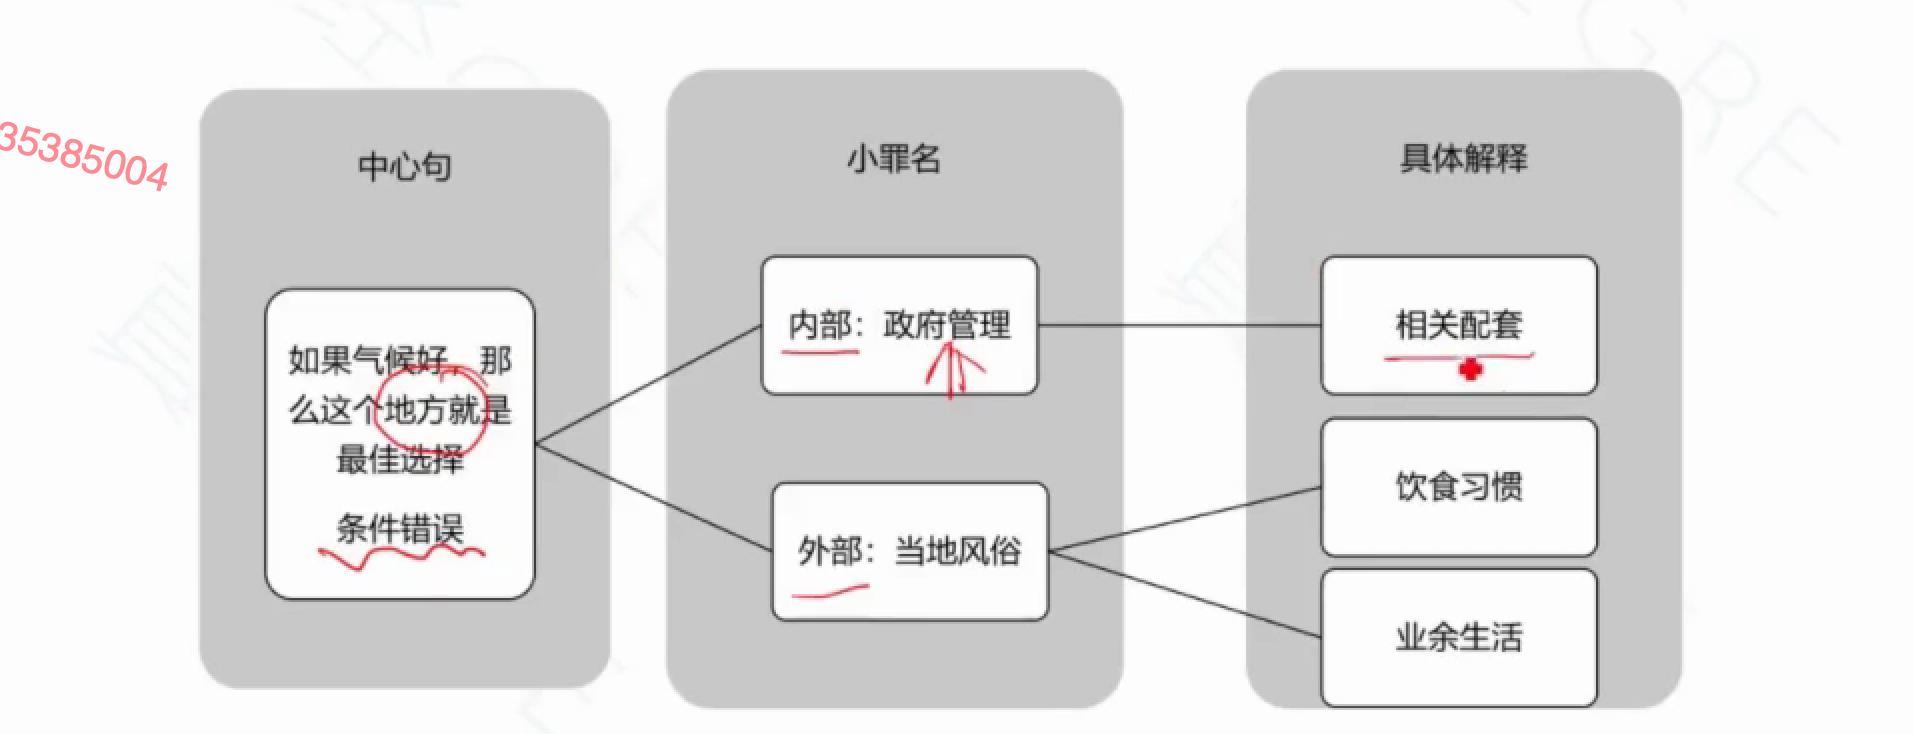 35385004
中心句
如果气候好，那
么这个地方就是
最佳选择
条件错误
小罪名
内部：政府管理
外部：当地风俗
具体解释
相关配套
饮食习惯
业余生活